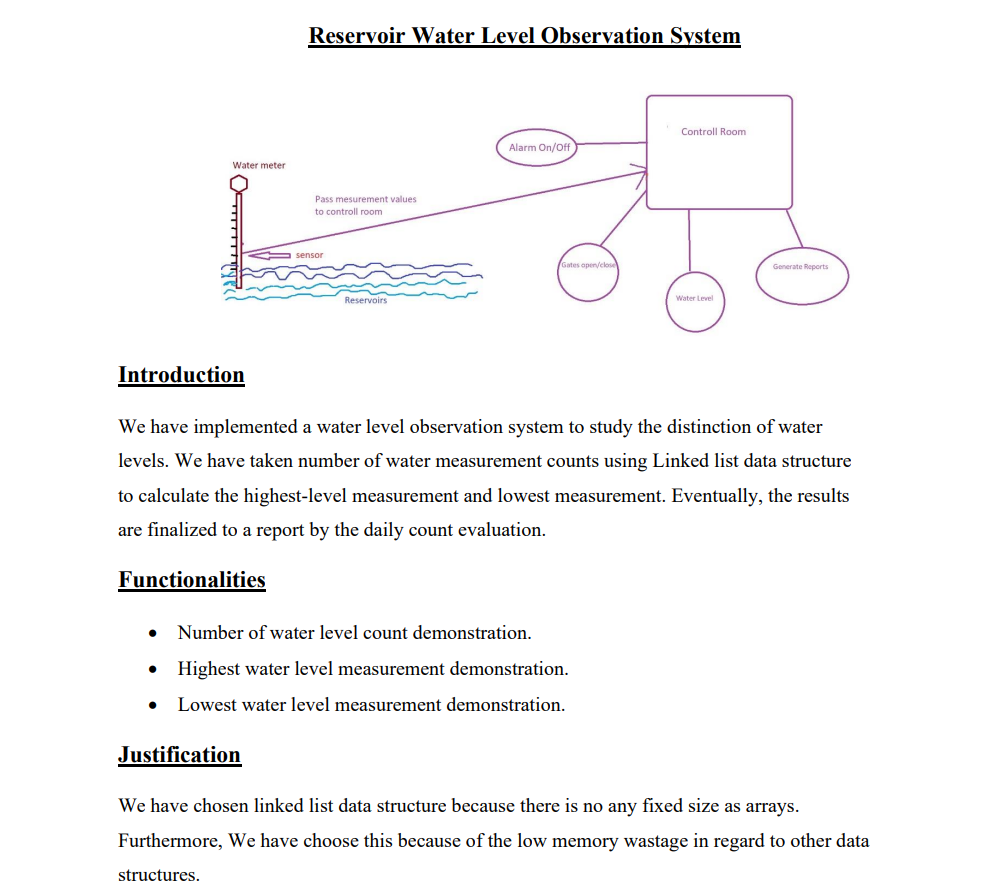 Reservoir Water Level Observation System
Controll Room
Alarm On/Off
Water meter
Pass mesurement values
to controll room
sensor
Gates open/close
Generate Reports
Water Level
Reservoirs
Introduction
We have implemented a water level observation system to study the distinction of water
levels. We have taken number of water measurement counts using Linked list data structure
to calculate the highest-level measurement and lowest measurement. Eventually, the results
are finalized to a report by the daily count evaluation.
Functionalities
• Number of water level count demonstration.
• Highest water level measurement demonstration.
• Lowest water level measurement demonstration.
Justification
We have chosen linked list data structure because there is no any fixed size as arrays.
Furthermore, We have choose this because of the low memory wastage in regard to other data
structures.